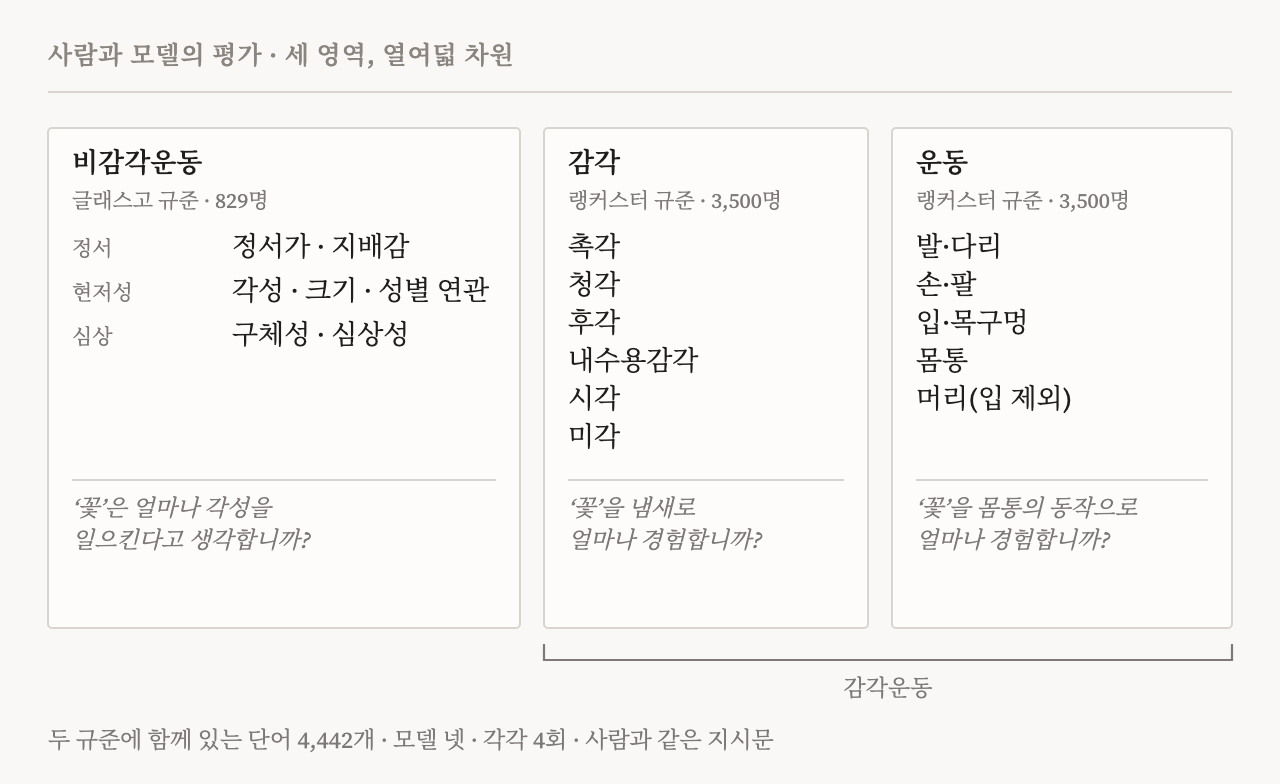 사람과 모델의 평가 · 세 영역, 열여덟 차원
비감각운동
글래스고 규준 · 829명
정서 정서가 · 지배감
현저성 각성 · 크기 · 성별 연관
심상 구체성 · 심상성
‘꽃’은 얼마나 각성을
일으킨다고 생각합니까?
감각
랭커스터 규준 · 3,500명
촉각
청각
후각
내수용감각
시각
미각
‘꽃’을 냄새로
얼마나 경험합니까?
운동
랭커스터 규준 · 3,500명
발·다리
손·팔
입·목구멍
몸통
머리(입 제외)
‘꽃’을 몸통의 동작으로
얼마나 경험합니까?
감각운동
두 규준에 함께 있는 단어 4,442개 · 모델 넷 · 각각 4회 · 사람과 같은 지시문